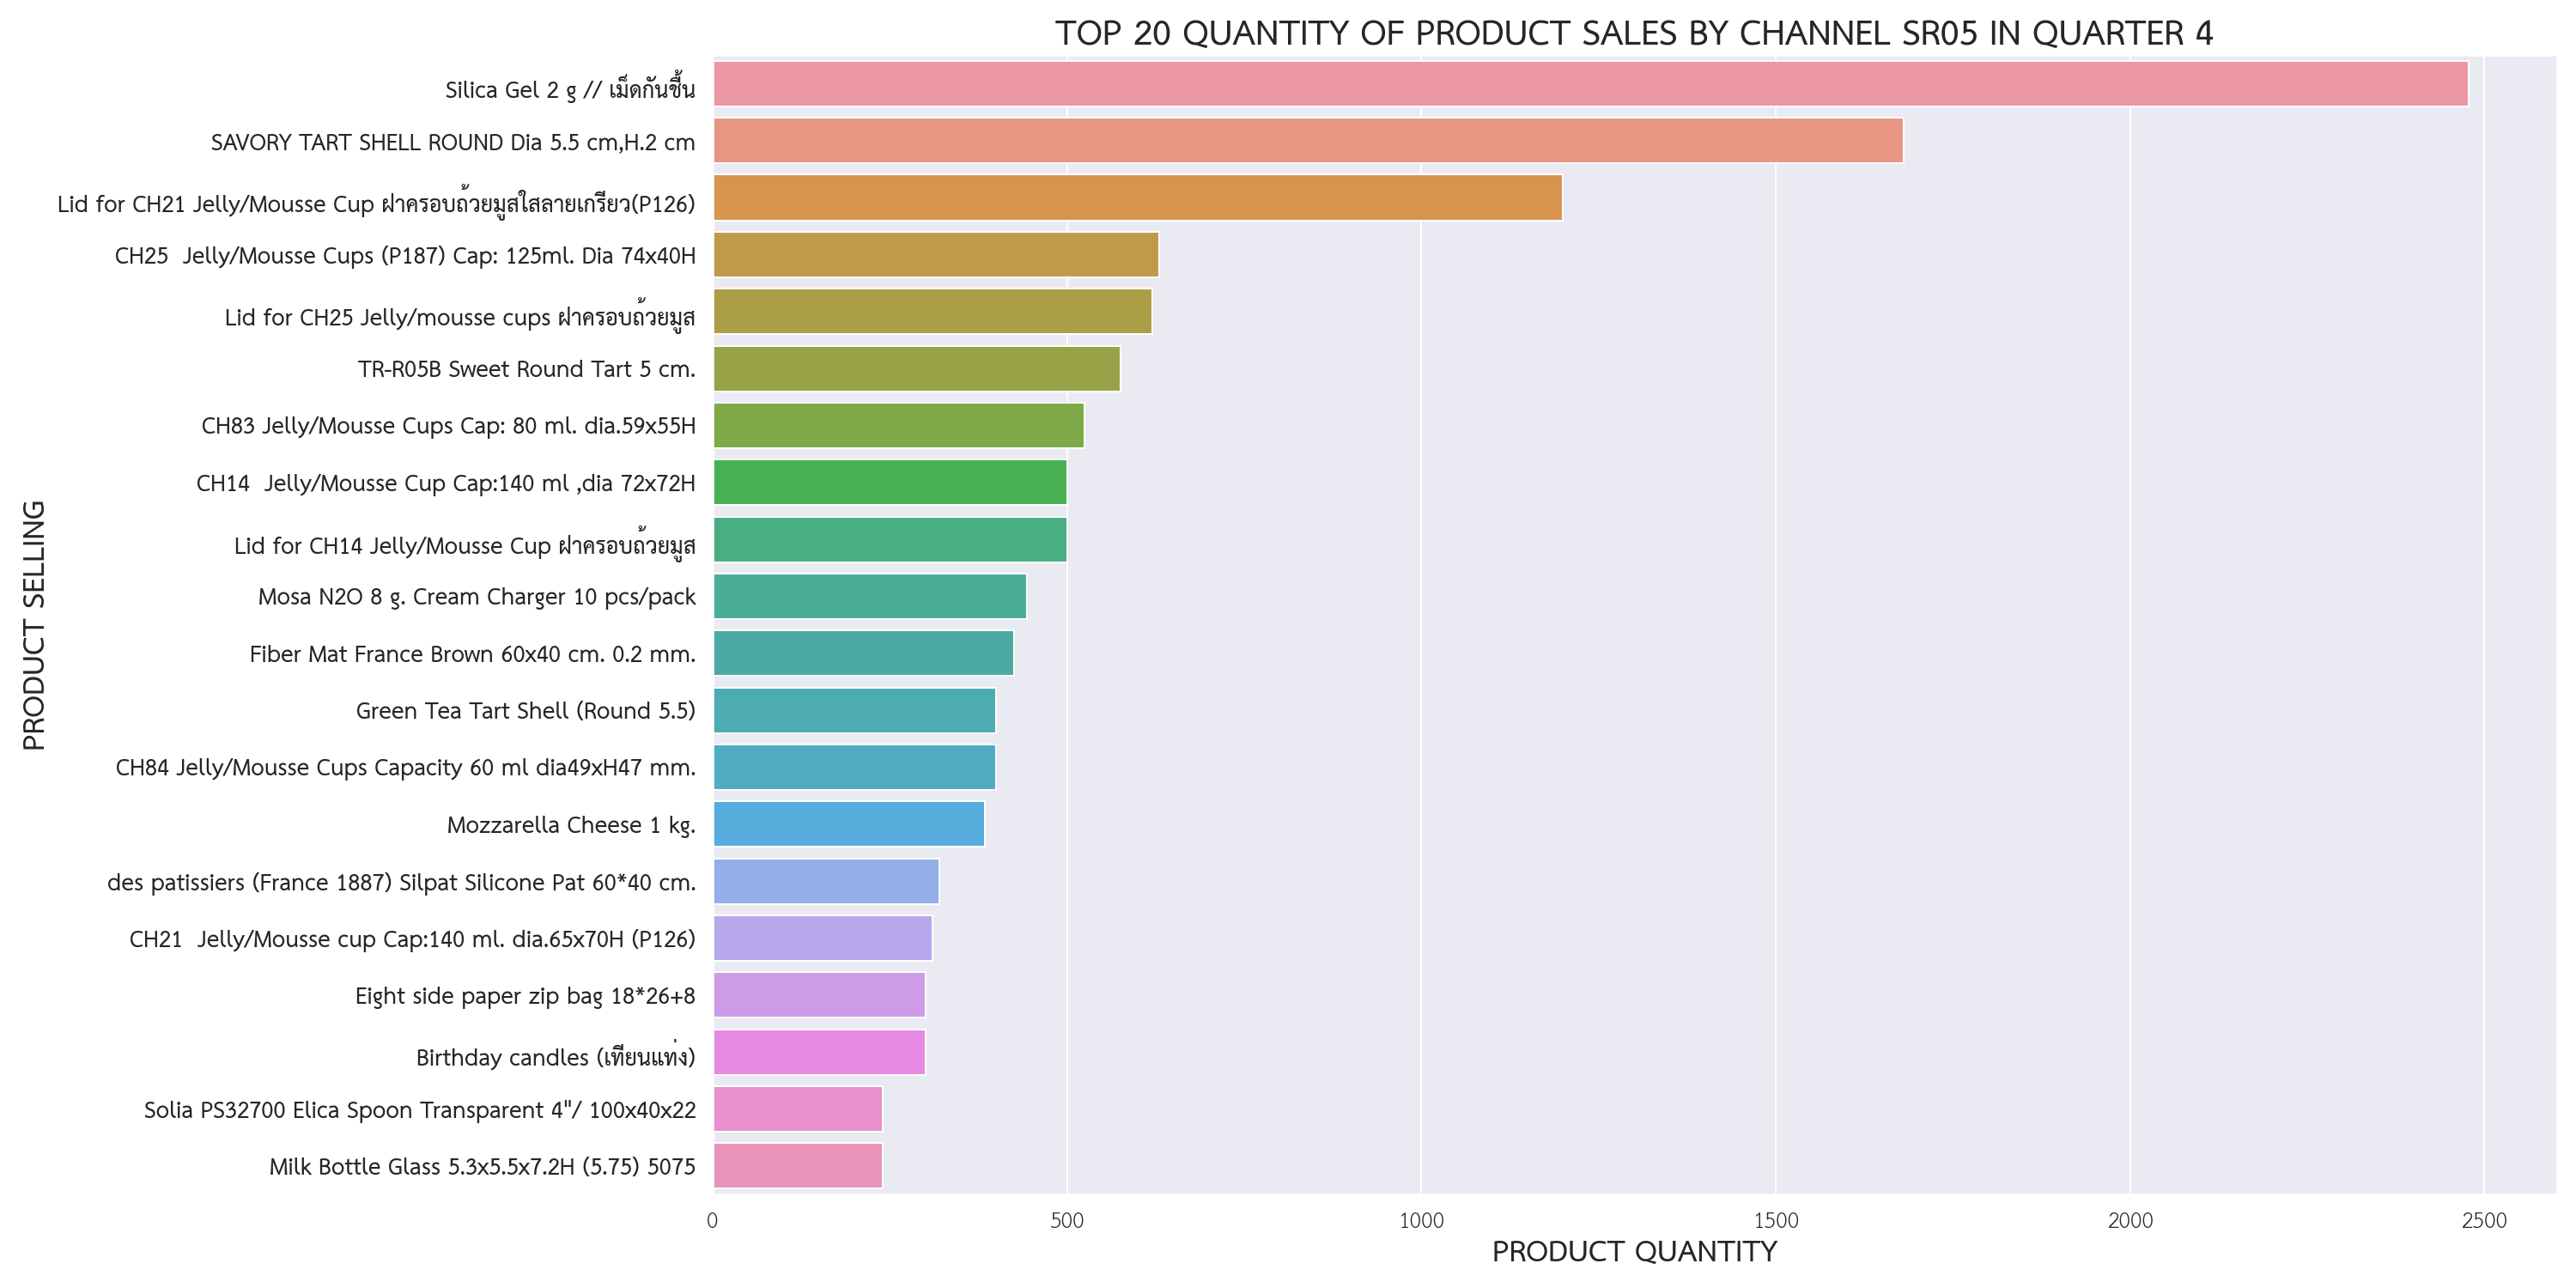 TOP 20 QUANTITY OF PRODUCT SALES BY CHANNEL SR05 IN QUARTER 4
PRODUCT SELLING
Silica Gel 2 g // เม็ดกันชื้น
SAVORY TART SHELL ROUND Dia 5.5 cm,H.2 cm
Lid for CH21 Jelly/Mousse Cup ฝาครอบถ้วยมูสใสลายเกรียว(P126)
CH25  Jelly/Mousse Cups (P187) Cap: 125ml. Dia 74x40H
Lid for CH25 Jelly/mousse cups ฝาครอบถ้วยมูส
TR-R05B Sweet Round Tart 5 cm.
CH83 Jelly/Mousse Cups Cap: 80 ml. dia.59x55H
CH14  Jelly/Mousse Cup Cap:140 ml ,dia 72x72H
Lid for CH14 Jelly/Mousse Cup ฝาครอบถ้วยมูส
Mosa N2O 8 g. Cream Charger 10 pcs/pack
Fiber Mat France Brown 60x40 cm. 0.2 mm.
Green Tea Tart Shell (Round 5.5)
CH84 Jelly/Mousse Cups Capacity 60 ml dia49xH47 mm.
Mozzarella Cheese 1 kg.
des patissiers (France 1887) Silpat Silicone Pat 60*40 cm.
CH21  Jelly/Mousse cup Cap:140 ml. dia.65x70H (P126)
Eight side paper zip bag 18*26+8
Birthday candles (เทียนแท่ง)
Solia PS32700 Elica Spoon Transparent 4"/ 100x40x22
Milk Bottle Glass 5.3x5.5x7.2H (5.75) 5075
0 500 1000 1500 2000 2500
PRODUCT QUANTITY